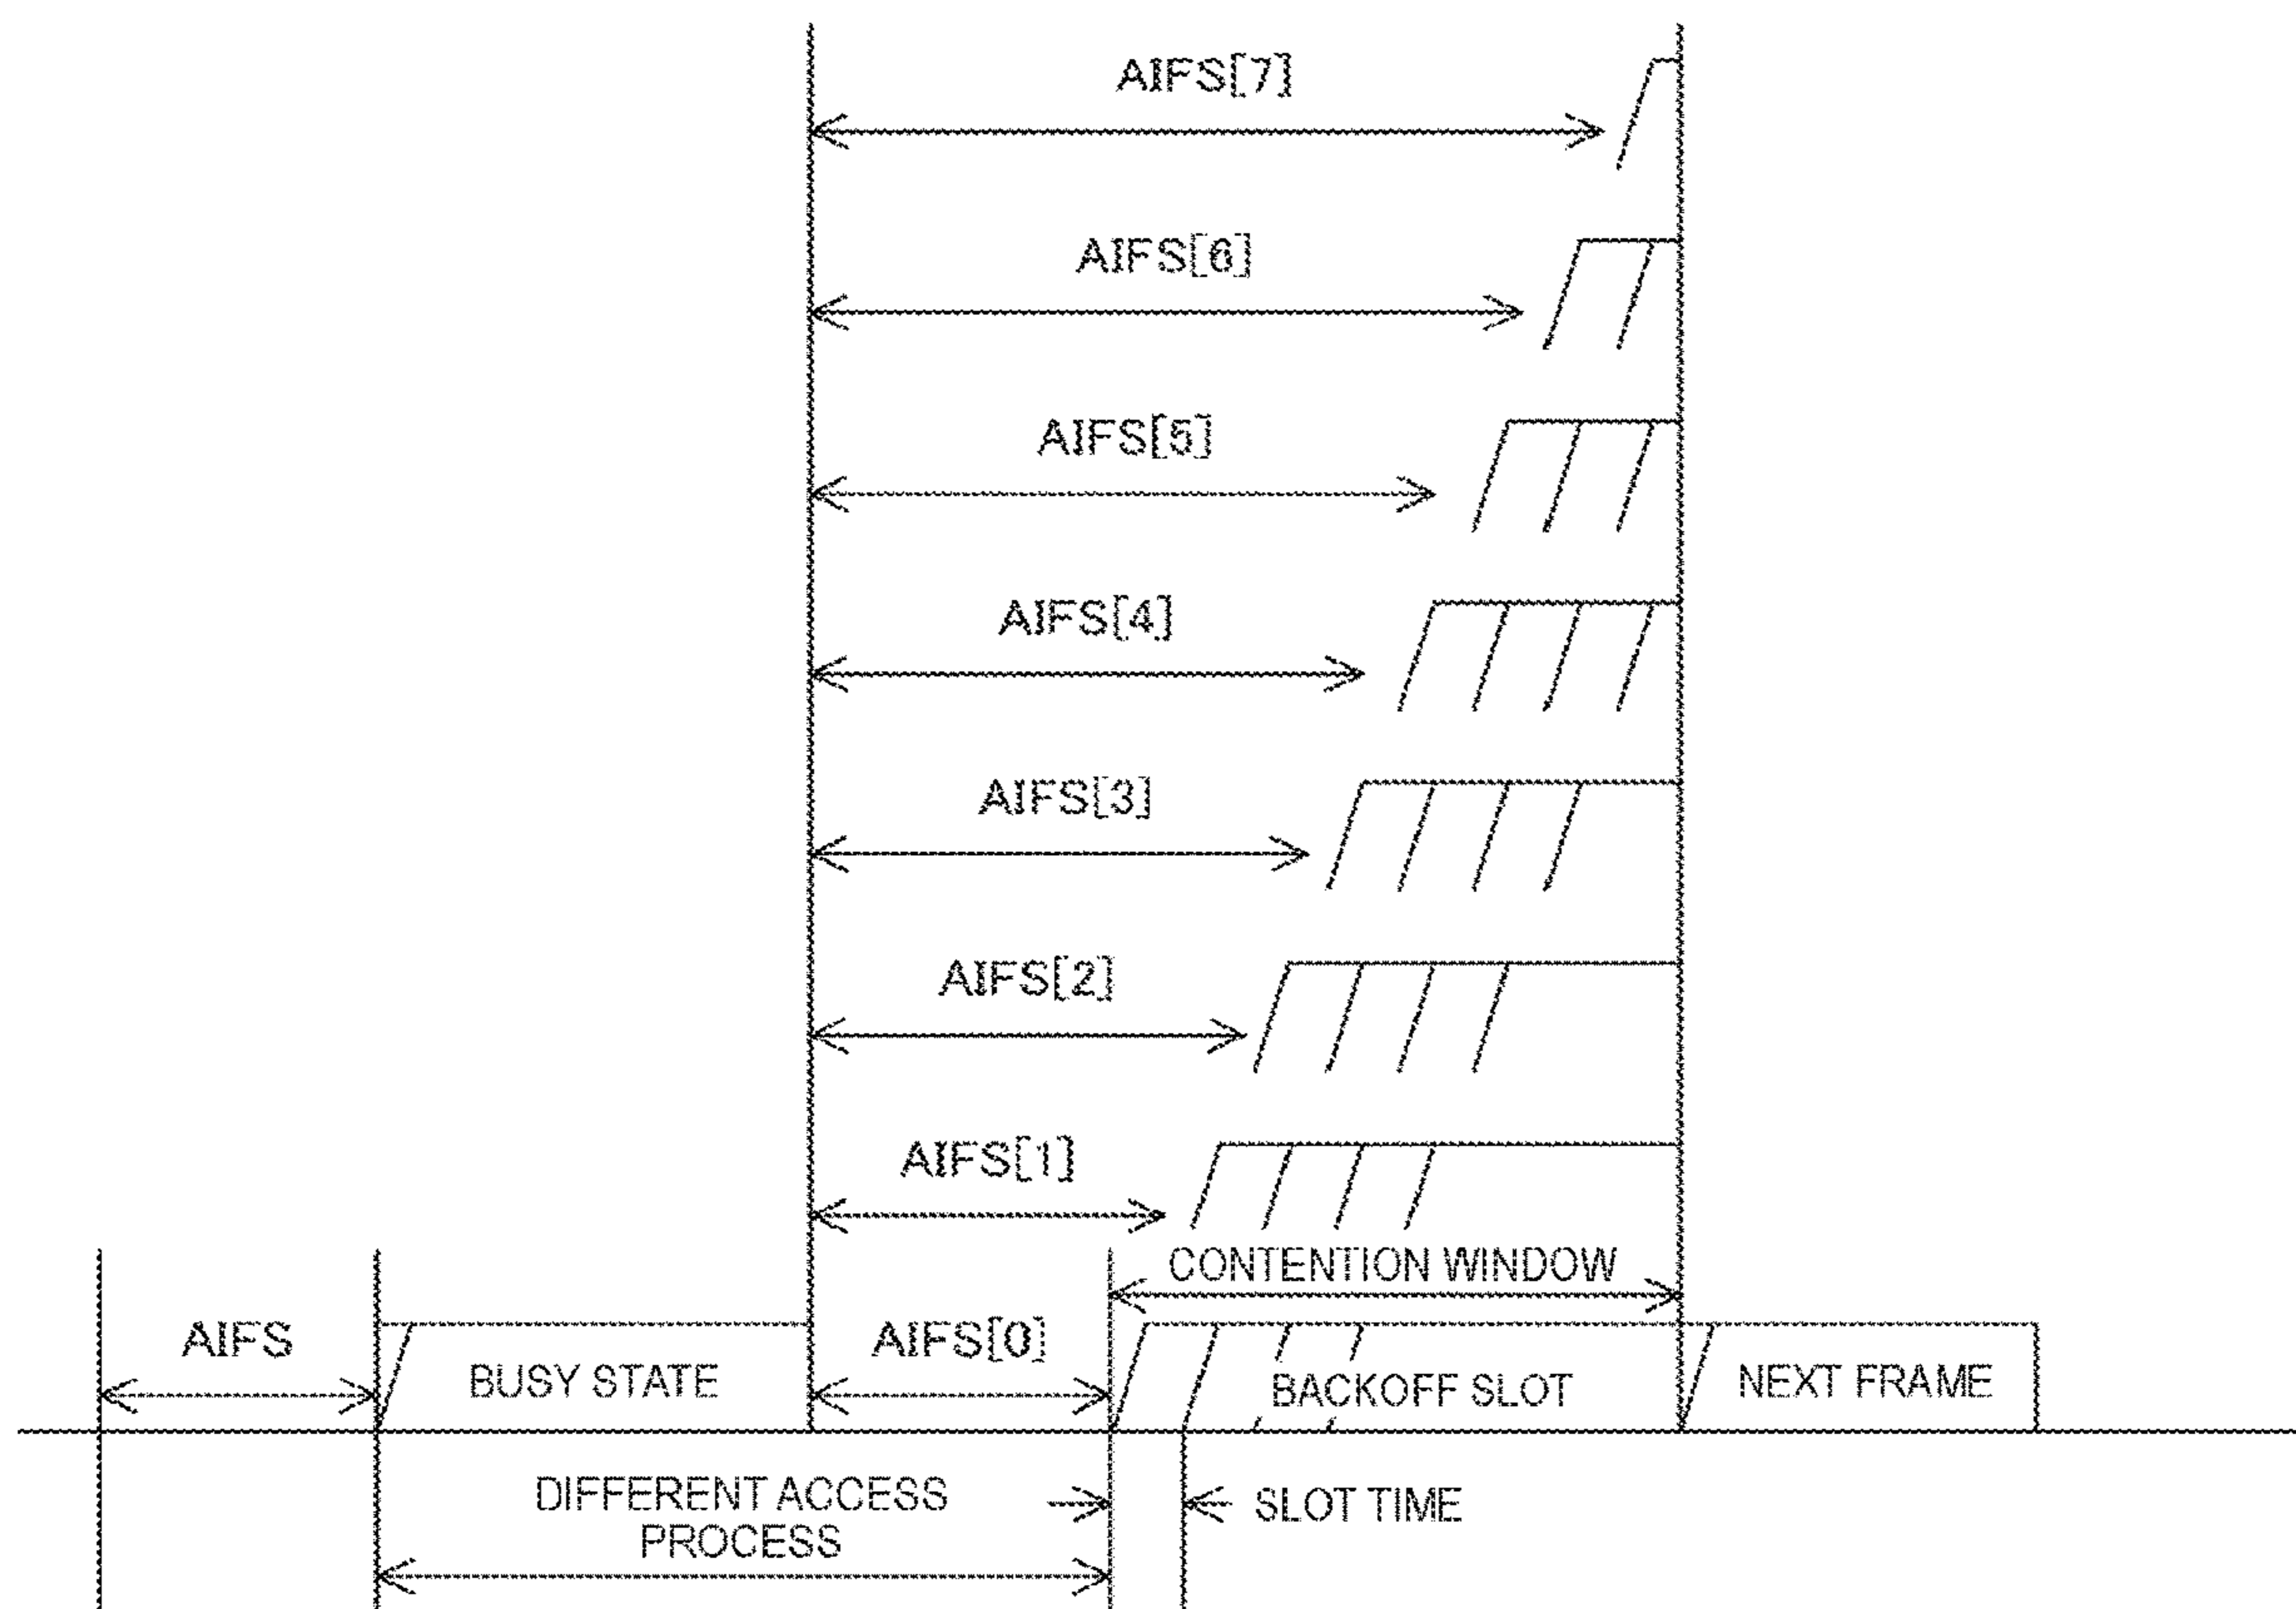 AIFS[7]
AIFS[6]
AIFS[5]
AIFS[4]
AIFS[3]
AIFS[2]
AIFS[1]
CONTENTION WINDOW
AIFS
BUSY STATE
AIFS[0]
BACKOFF SLOT
NEXT FRAME
DIFFERENT ACCESS
PROCESS
SLOT TIME